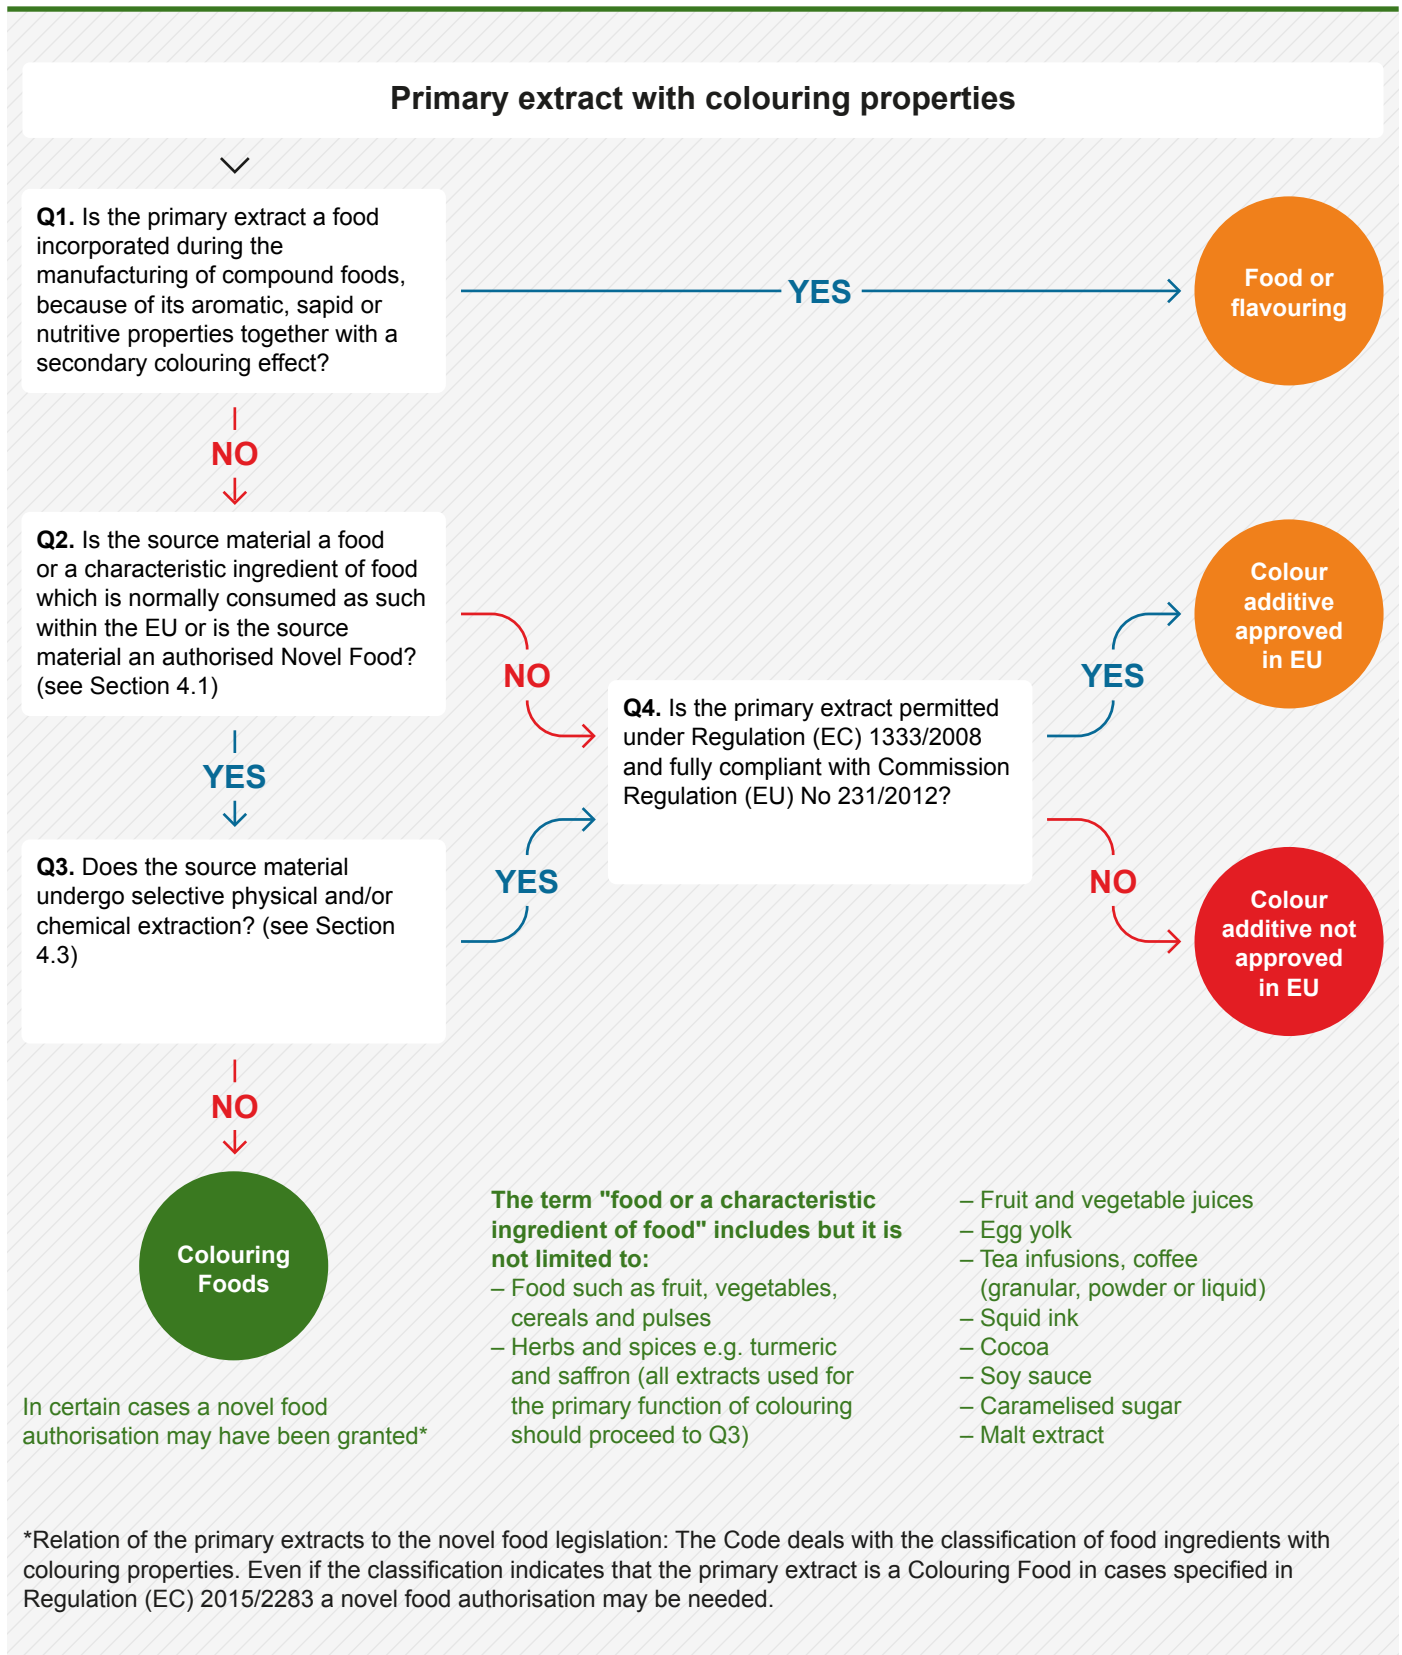 Primary extract with colouring properties
Q1. Is the primary extract a food
incorporated during the
manufacturing of compound foods,
because of its aromatic, sapid or
nutritive properties together with a
secondary colouring effect?
YES
Food or
flavouring
NO
Q2. Is the source material a food
or a characteristic ingredient of food
which is normally consumed as such
within the EU or is the source
material an authorised Novel Food?
(see Section 4.1)
NO
YES
Q3. Does the source material
undergo selective physical and/or
chemical extraction? (see Section
4.3)
YES
Q4. Is the primary extract permitted
under Regulation (EC) 1333/2008
and fully compliant with Commission
Regulation (EU) No 231/2012?
YES
Colour
additive
approved
in EU
NO
Colour
additive not
approved
in EU
NO
Colouring
Foods
In certain cases a novel food
authorisation may have been granted*
The term "food or a characteristic
ingredient of food" includes but it is
not limited to:
– Food such as fruit, vegetables,
cereals and pulses
– Herbs and spices e.g. turmeric
and saffron (all extracts used for
the primary function of colouring
should proceed to Q3)
– Fruit and vegetable juices
– Egg yolk
– Tea infusions, coffee
(granular, powder or liquid)
– Squid ink
– Cocoa
– Soy sauce
– Caramelised sugar
– Malt extract
*Relation of the primary extracts to the novel food legislation: The Code deals with the classification of food ingredients with
colouring properties. Even if the classification indicates that the primary extract is a Colouring Food in cases specified in
Regulation (EC) 2015/2283 a novel food authorisation may be needed.